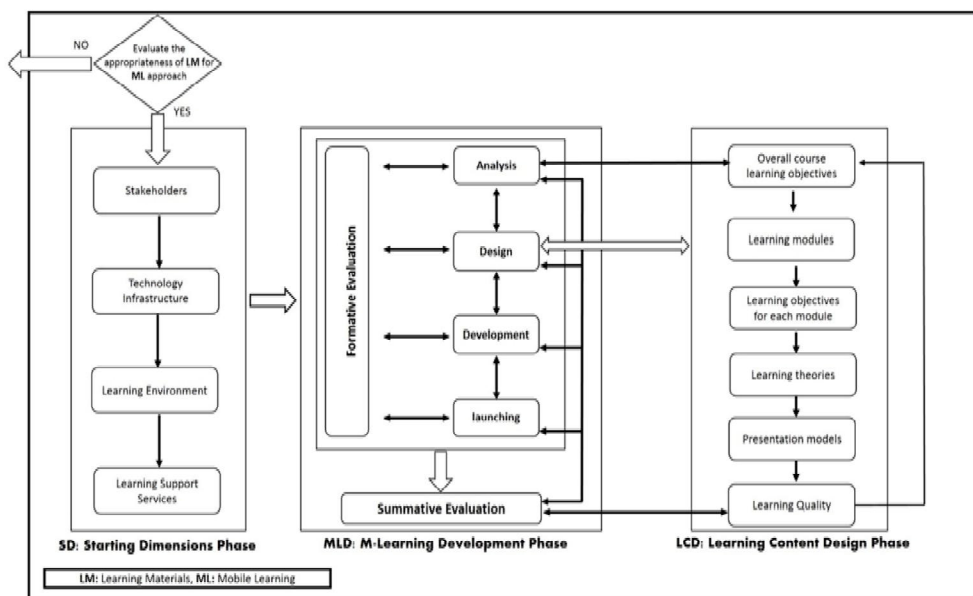 NO
Evaluate the
appropriateness of LM for
ML approach
YES
Stakeholders
Technology
Infrastructure
Learning Environment
Learning Support
Services
SD: Starting Dimensions Phase
Formative Evaluation
Analysis
Design
Development
launching
Summative Evaluation
MLD: M-Learning Development Phase
Overall course
learning objectives
Learning modules
Learning objectives
for each module
Learning theories
Presentation models
Learning Quality
LCD: Learning Content Design Phase
LM: Learning Materials, ML: Mobile Learning